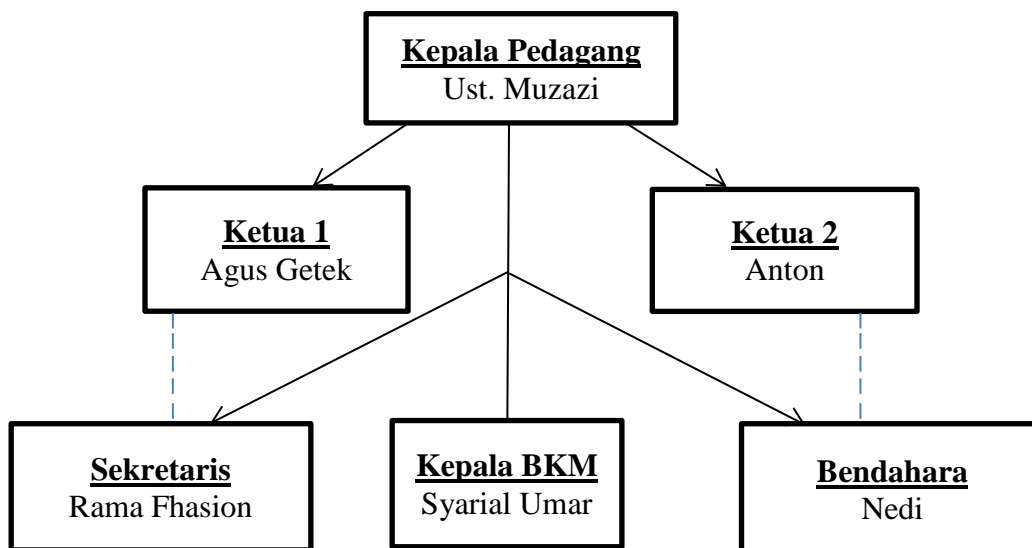 Kepala Pedagang
Ust. Muzazi
Ketua 1
Agus Getek
Ketua 2
Anton
Sekretaris
Rama Fhasion
Kepala BKM
Syarial Umar
Bendahara
Nedi